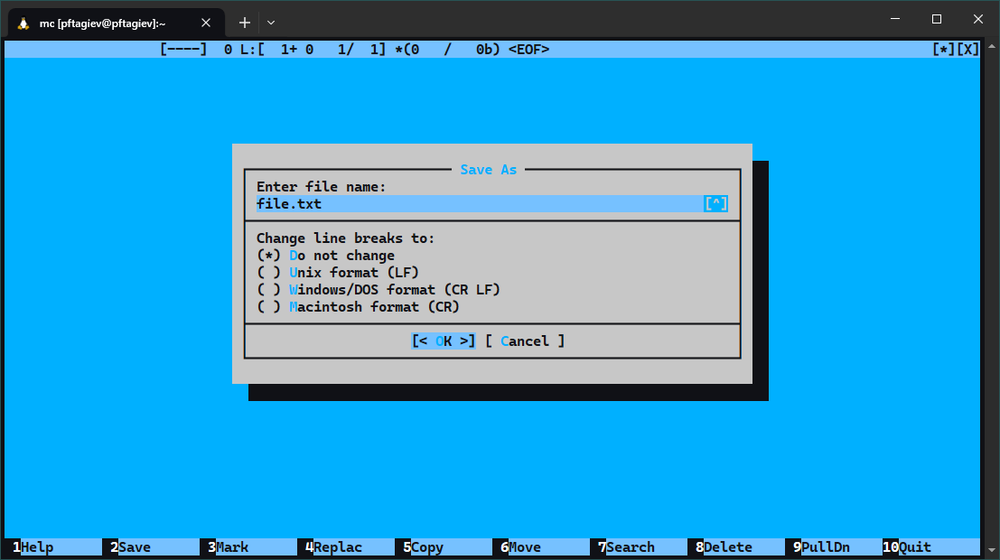 mc [pftagiev@pftagiev]:~
[----]  0 L:[  1+ 0   1/  1] *(0   /   0b) <EOF> [*][X]
Save As
Enter file name:
file.txt [^]
Change line breaks to:
(*) Do not change
( ) Unix format (LF)
( ) Windows/DOS format (CR LF)
( ) Macintosh format (CR)
[< OK >] [ Cancel ]
1Help 2Save 3Mark 4Replac 5Copy 6Move 7Search 8Delete 9PullDn 10Quit